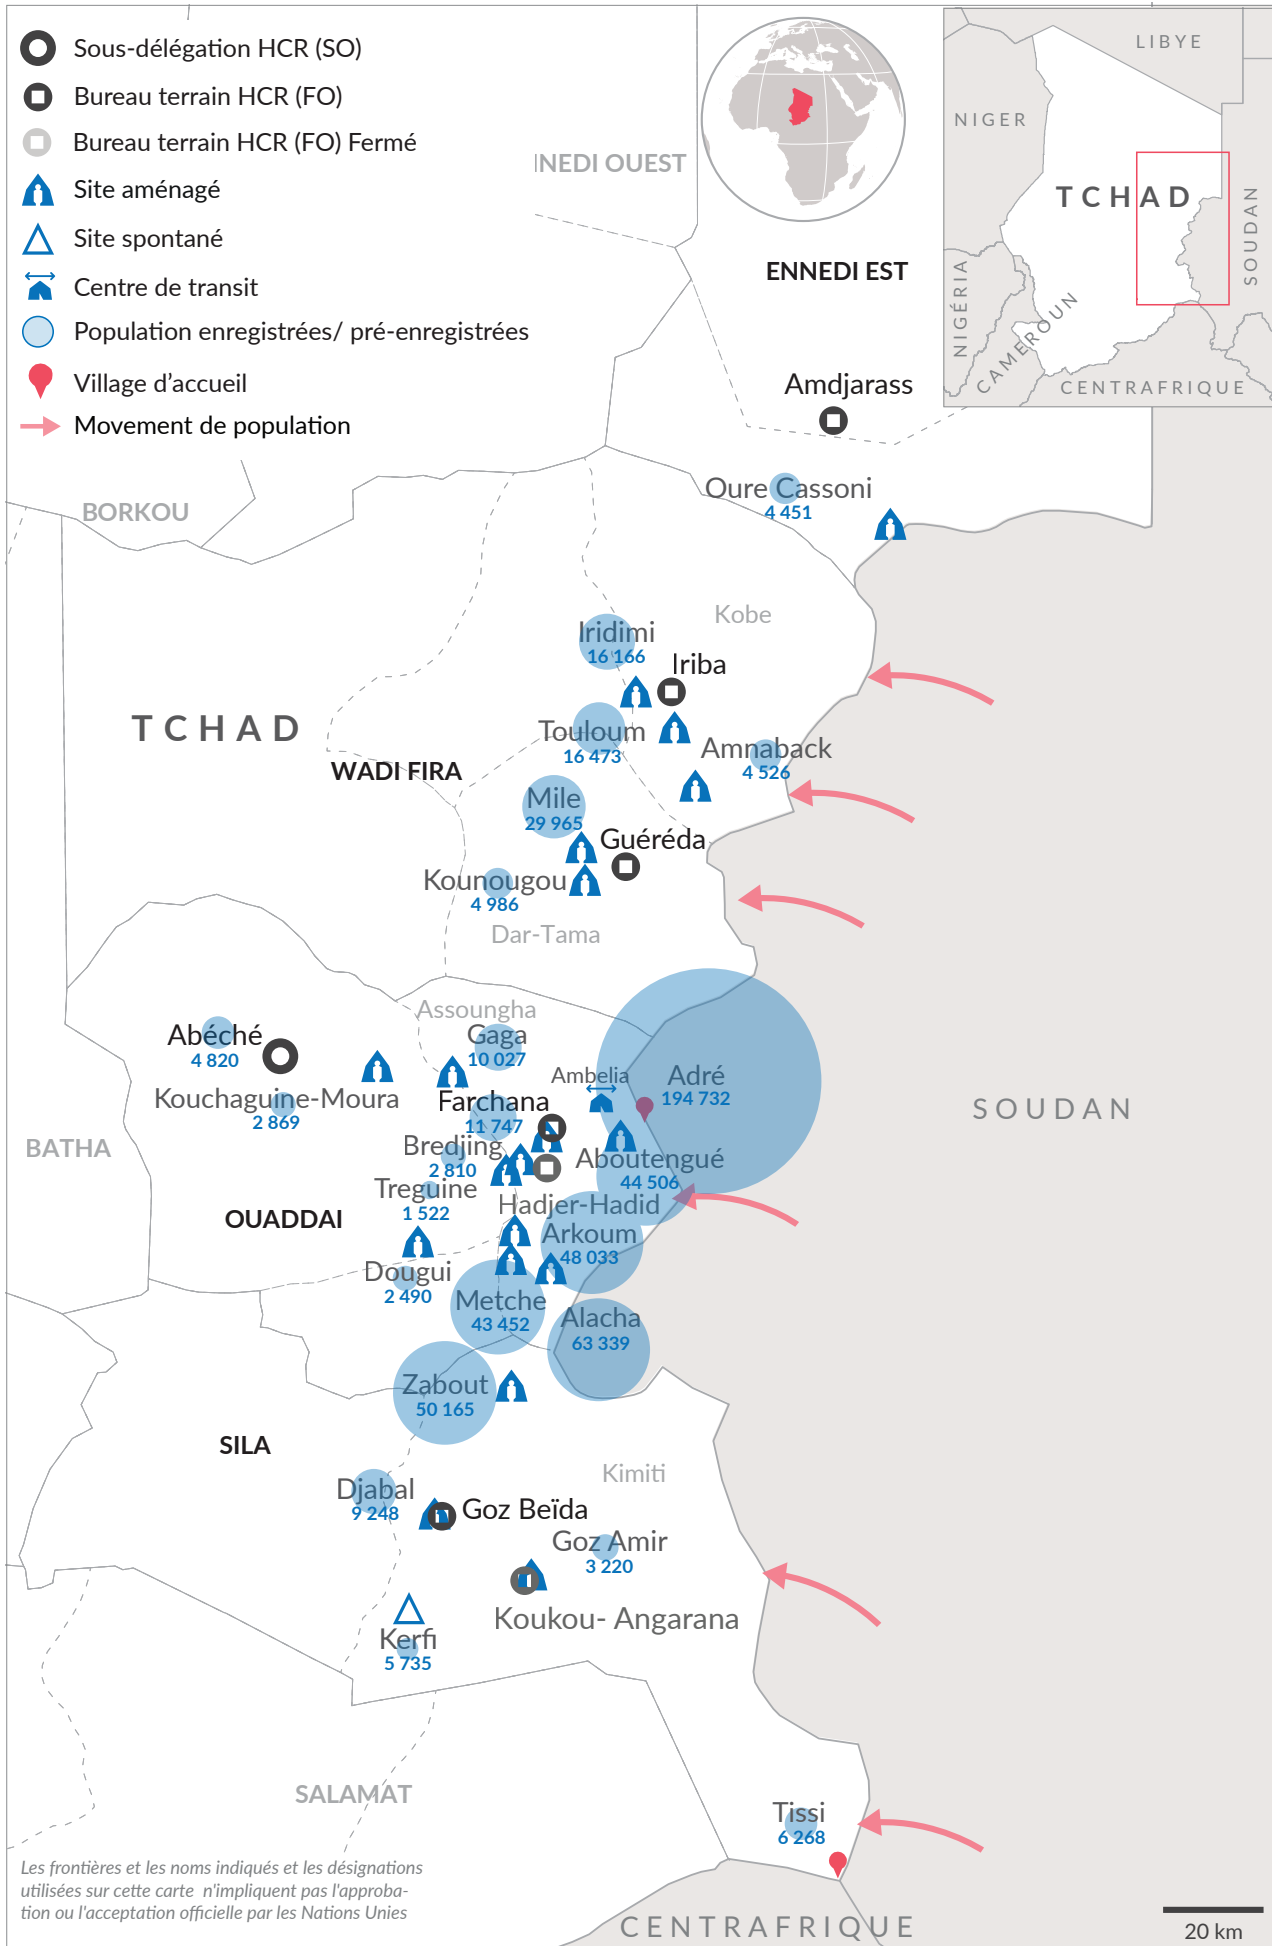 Sous-délégation HCR (SO)
Bureau terrain HCR (FO)
Bureau terrain HCR (FO) Fermé
Site aménagé
Site spontané
Centre de transit
Population enregistrées/ pré-enregistrées
Village d'accueil
Movement de population
LIBYE
NIGER
TCHAD
SOUDAN
NIGÉRIA
CAMEROUN
CENTRAFRIQUE
NNEDI OUEST
ENNEDI EST
Amdjarass
BORKOU
Oure Cassoni
4 451
Kobe
Iridimi
16 166
Iriba
TCHAD
Touloum
16 473
Amnaback
4 526
WADI FIRA
Mile
29 965
Guéréda
Kounougou
4 986
Dar-Tama
Assoungha
Gaga
10 027
Abéché
4 820
Ambelia
Adré
194 732
Kouchaguine-Moura
2 869
Farchana
11 747
SOUDAN
BATHA
Bredjing
2 810
Aboutengué
44 506
Treguine
1 522
Hadjer-Hadid
OUADDAI
Arkoum
48 033
Dougui
2 490
Metche
43 452
Alacha
63 339
Zabout
50 165
SILA
Kimiti
Djabal
9 248
Goz Beïda
Goz Amir
3 220
Koukou- Angarana
Kerfi
5 735
SALAMAT
Tissi
6 268
Les frontières et les noms indiqués et les désignations
utilisées sur cette carte n'impliquent pas l'approba-
tion ou l'acceptation officielle par les Nations Unies
CENTRAFRIQUE
20 km